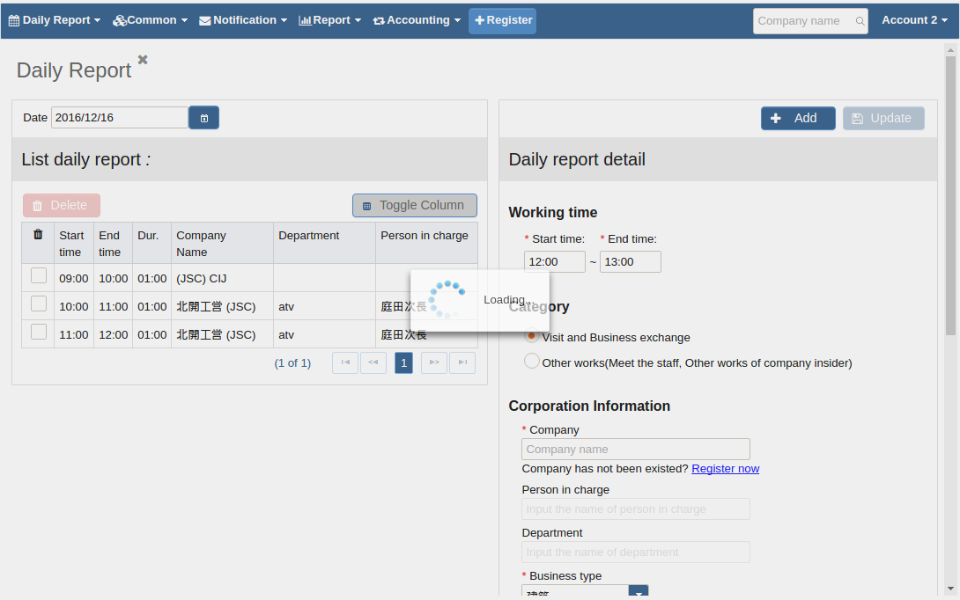 Daily Report Common Notification Report Accounting Register Company name Account 2
Daily Report
Date 2016/12/16
Add Update
List daily report :
Daily report detail
Delete Toggle Column
Start time End time Dur. Company Name Department Person in charge
09:00 10:00 01:00 (JSC) CIJ
10:00 11:00 01:00 北開工営 (JSC) atv 庭田次長
11:00 12:00 01:00 北開工営 (JSC) atv 庭田次長
(1 of 1) 1
Loading..
Working time
* Start time: * End time:
12:00 ~ 13:00
Category
Visit and Business exchange
Other works(Meet the staff, Other works of company insider)
Corporation Information
* Company
Company name
Company has not been existed? Register now
Person in charge
Input the name of person in charge
Department
Input the name of department
* Business type
建築